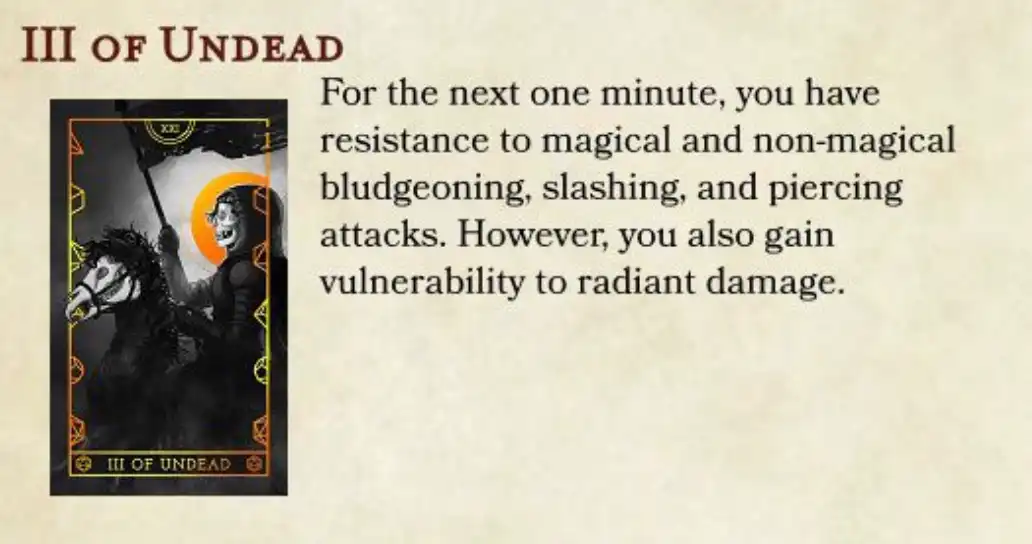 III of Undead
For the next one minute, you have
resistance to magical and non-magical
bludgeoning, slashing, and piercing
attacks. However, you also gain
vulnerability to radiant damage.
XXI
III OF UNDEAD